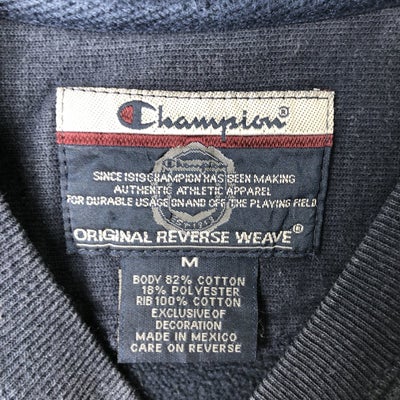 Champion®
SINCE 1919 CHAMPION HAS BEEN MAKING
AUTHENTIC ATHLETIC APPAREL
FOR DURABLE USAGE ON AND OFF THE PLAYING FIELD
ORIGINAL REVERSE WEAVE®
M
BODY 82% COTTON
18% POLYESTER
RIB 100% COTTON
EXCLUSIVE OF
DECORATION
MADE IN MEXICO
CARE ON REVERSE